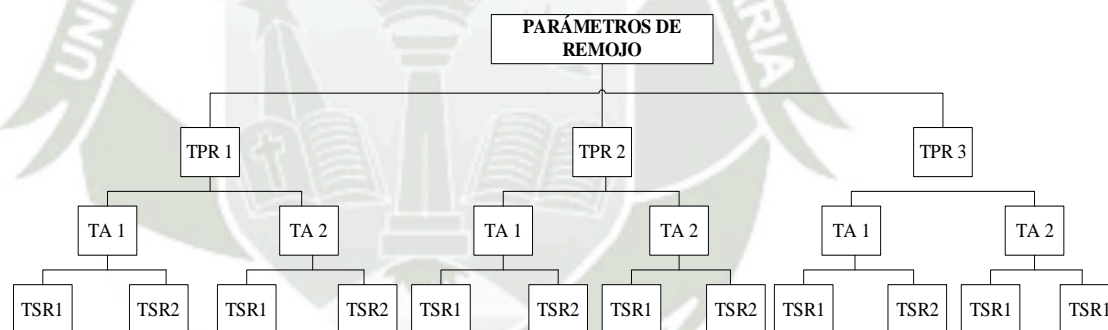 PARÁMETROS DE
REMOJO
TPR 1 TPR 2 TPR 3
TA 1 TA 2 TA 1 TA 2 TA 1 TA 2
TSR1 TSR2 TSR1 TSR2 TSR1 TSR2 TSR1 TSR2 TSR1 TSR2 TSR1 TSR1